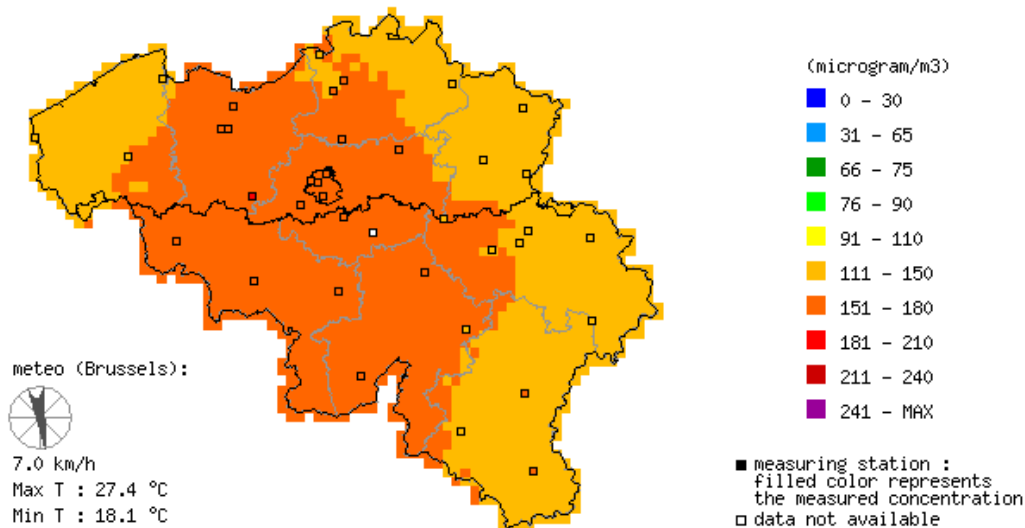 (microgram/m3)
0 - 30
31 - 65
66 - 75
76 - 90
91 - 110
111 - 150
151 - 180
181 - 210
211 - 240
241 - MAX
meteo (Brussels):
7.0 km/h
Max T : 27.4 °C
Min T : 18.1 °C
measuring station :
filled color represents
the measured concentration
data not available